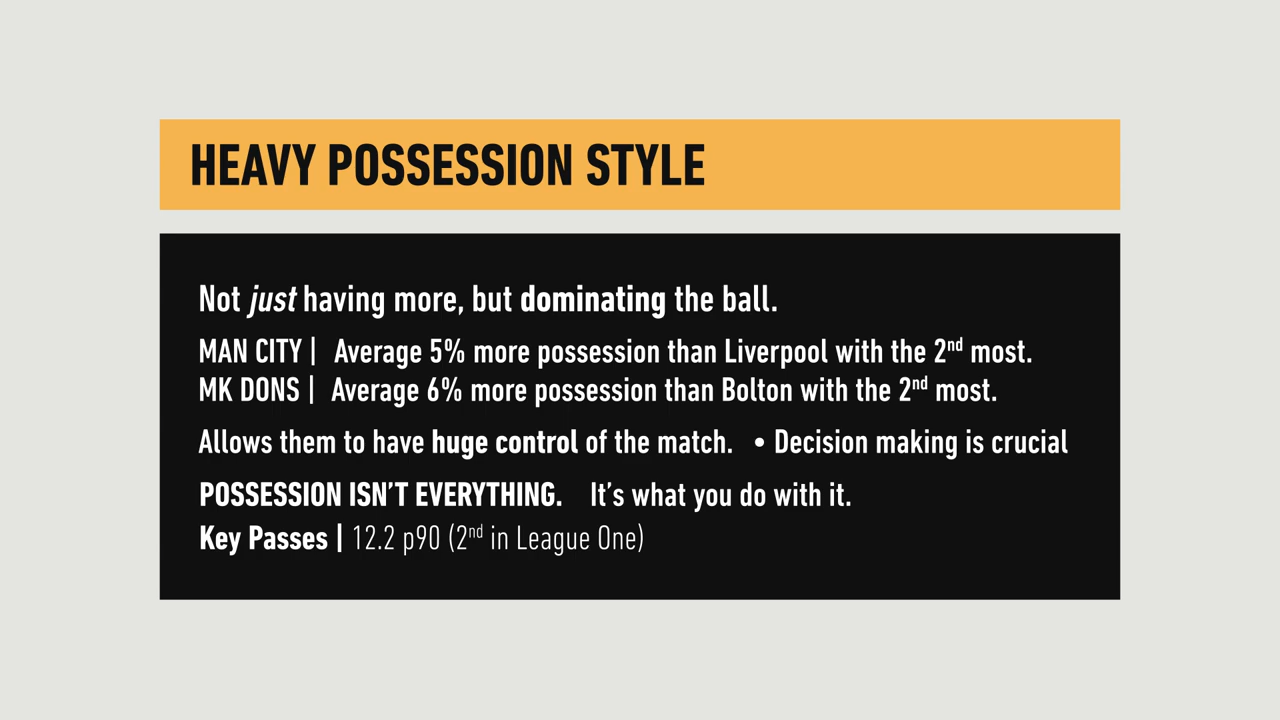 HEAVY POSSESSION STYLE
Not just having more, but dominating the ball.
MAN CITY | Average 5% more possession than Liverpool with the 2nd most.
MK DONS | Average 6% more possession than Bolton with the 2nd most.
Allows them to have huge control of the match. • Decision making is crucial
POSSESSION ISN'T EVERYTHING. It's what you do with it.
Key Passes | 12.2 p90 (2nd in League One)